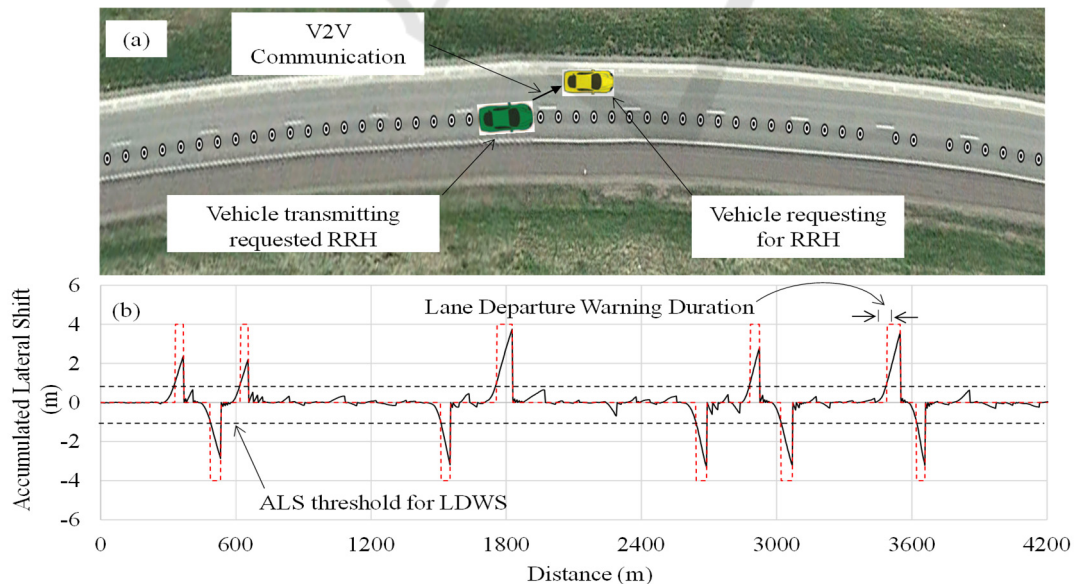 (a)
V2V
Communication
Vehicle transmitting
requested RRH
Vehicle requesting
for RRH
(b)
Lane Departure Warning Duration
ALS threshold for LDWS
Accumulated Lateral Shift
(m)
6
4
2
0
-2
-4
-6
0 600 1200 1800 2400 3000 3600 4200
Distance (m)